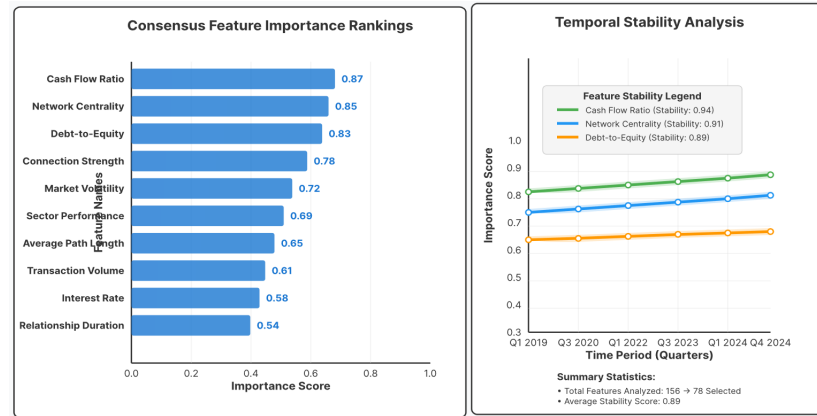 Consensus Feature Importance Rankings
Feature Names
Cash Flow Ratio
0.87
Network Centrality
0.85
Debt-to-Equity
0.83
Connection Strength
0.78
Market Volatility
0.72
Sector Performance
0.69
Average Path Length
0.65
Transaction Volume
0.61
Interest Rate
0.58
Relationship Duration
0.54
0.0 0.2 0.4 0.6 0.8 1.0
Importance Score
Temporal Stability Analysis
Feature Stability Legend
Cash Flow Ratio (Stability: 0.94)
Network Centrality (Stability: 0.91)
Debt-to-Equity (Stability: 0.89)
Importance Score
1.0
0.9
0.8
0.7
0.6
0.5
0.4
0.3
Q1 2019 Q3 2020 Q1 2022 Q3 2023 Q1 2024 Q4 2024
Time Period (Quarters)
Summary Statistics:
• Total Features Analyzed: 156 → 78 Selected
• Average Stability Score: 0.89